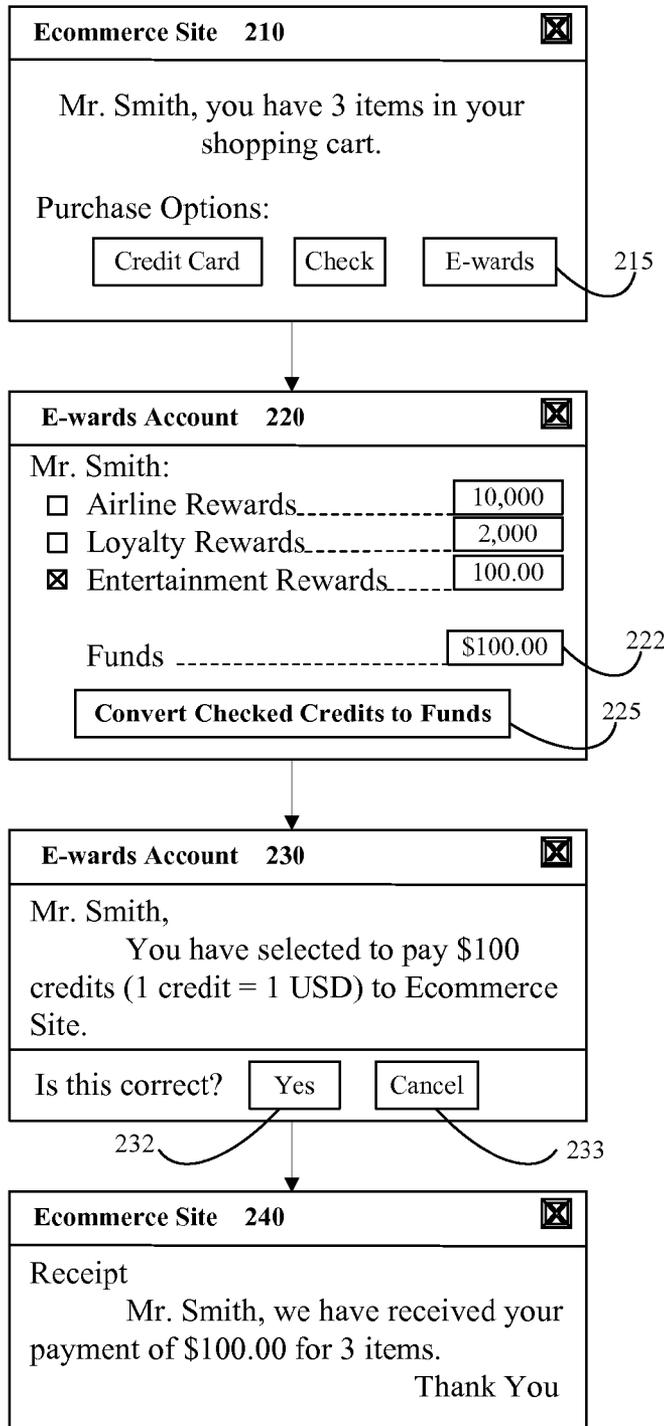 Ecommerce Site 210
Mr. Smith, you have 3 items in your
shopping cart.
Purchase Options:
Credit Card Check E-wards 215
E-wards Account 220
Mr. Smith:
Airline Rewards 10,000
Loyalty Rewards 2,000
Entertainment Rewards 100.00
Funds $100.00 222
Convert Checked Credits to Funds 225
E-wards Account 230
Mr. Smith,
You have selected to pay $100
credits (1 credit = 1 USD) to Ecommerce
Site.
Is this correct? Yes Cancel
232 233
Ecommerce Site 240
Receipt
Mr. Smith, we have received your
payment of $100.00 for 3 items.
Thank You